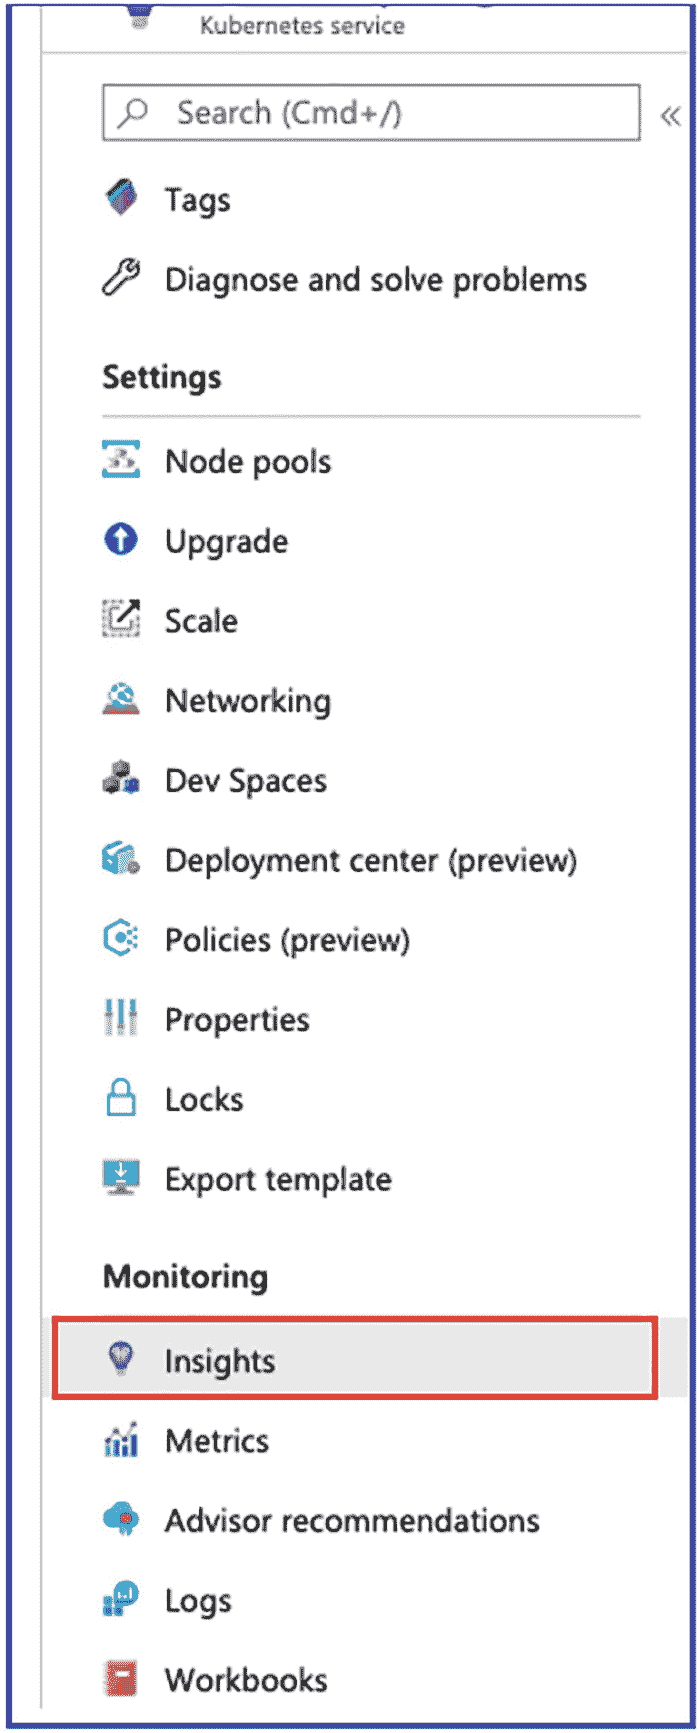 Kubernetes service
Search (Cmd+/)
«
Tags
Diagnose and solve problems
Settings
Node pools
Upgrade
Scale
Networking
Dev Spaces
Deployment center (preview)
Policies (preview)
Properties
Locks
Export template
Monitoring
Insights
Metrics
Advisor recommendations
Logs
Workbooks